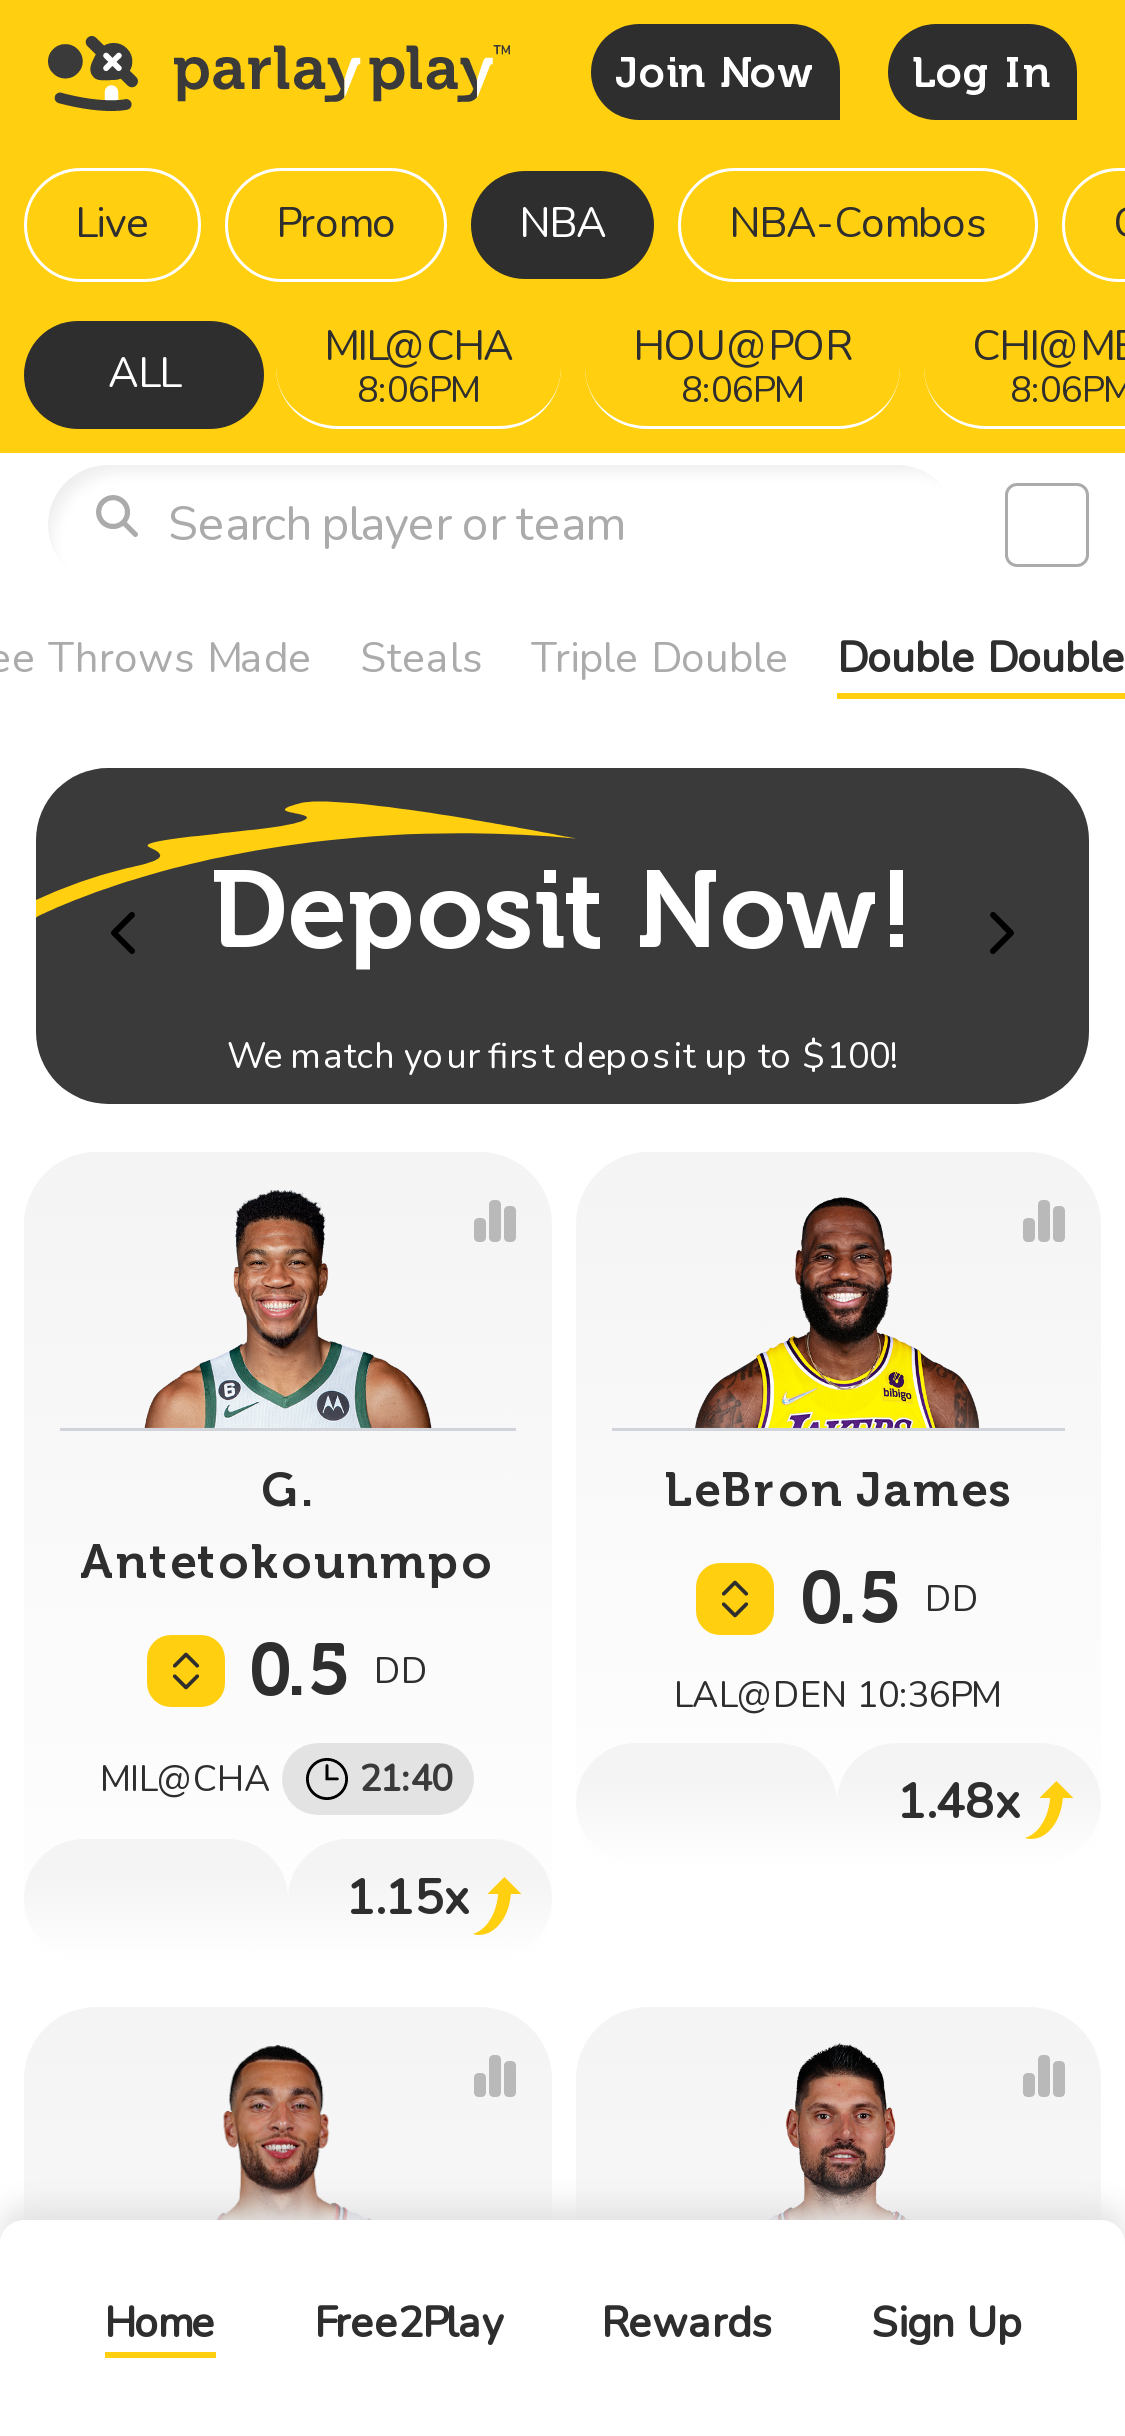 parlay play™
Join Now
Log In
Live
Promo
NBA
NBA-Combos
ALL
MIL@CHA
8:06PM
HOU@POR
8:06PM
CHI@ME
8:06PM
Search player or team
ee Throws Made
Steals
Triple Double
Double Double
Deposit Now!
We match your first deposit up to $100!
6
bibigo
LAKERS
G.
Antetokounmpo
0.5 DD
MIL@CHA 21:40
1.15x
LeBron James
0.5 DD
LAL@DEN 10:36PM
1.48x
Home
Free2Play
Rewards
Sign Up